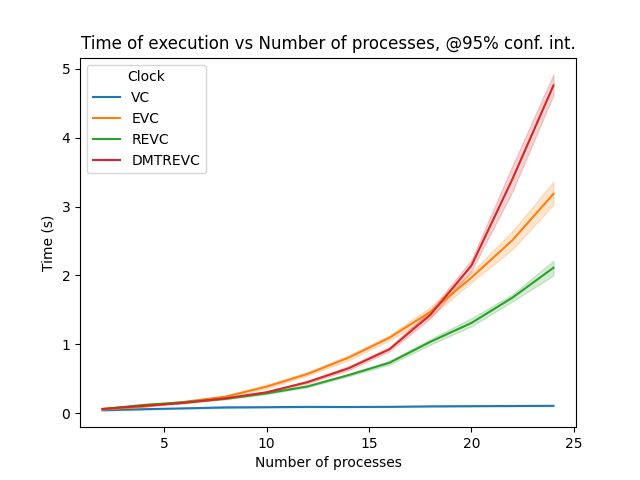 Time of execution vs Number of processes, @95% conf. int.
Clock
VC
EVC
REVC
DMTREVC
5
4
3
2
1
0
Time (s)
5 10 15 20 25
Number of processes